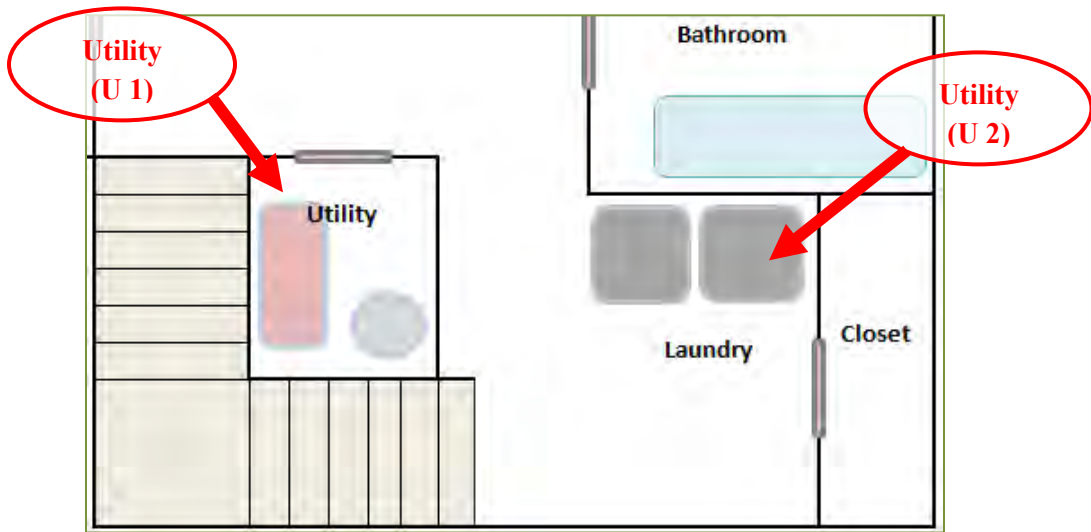 Utility
(U 1)
Bathroom
Utility
(U 2)
Utility
Laundry
Closet